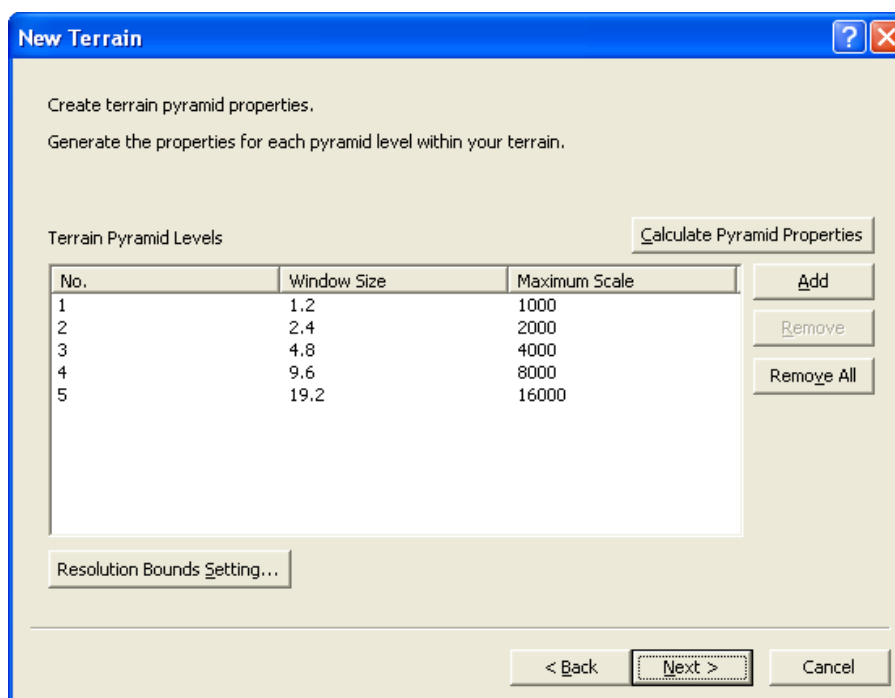 New Terrain
Create terrain pyramid properties.
Generate the properties for each pyramid level within your terrain.
Terrain Pyramid Levels
Calculate Pyramid Properties
No. Window Size Maximum Scale
1 1.2 1000
2 2.4 2000
3 4.8 4000
4 9.6 8000
5 19.2 16000
Add
Remove
Remove All
Resolution Bounds Setting...
< Back Next > Cancel